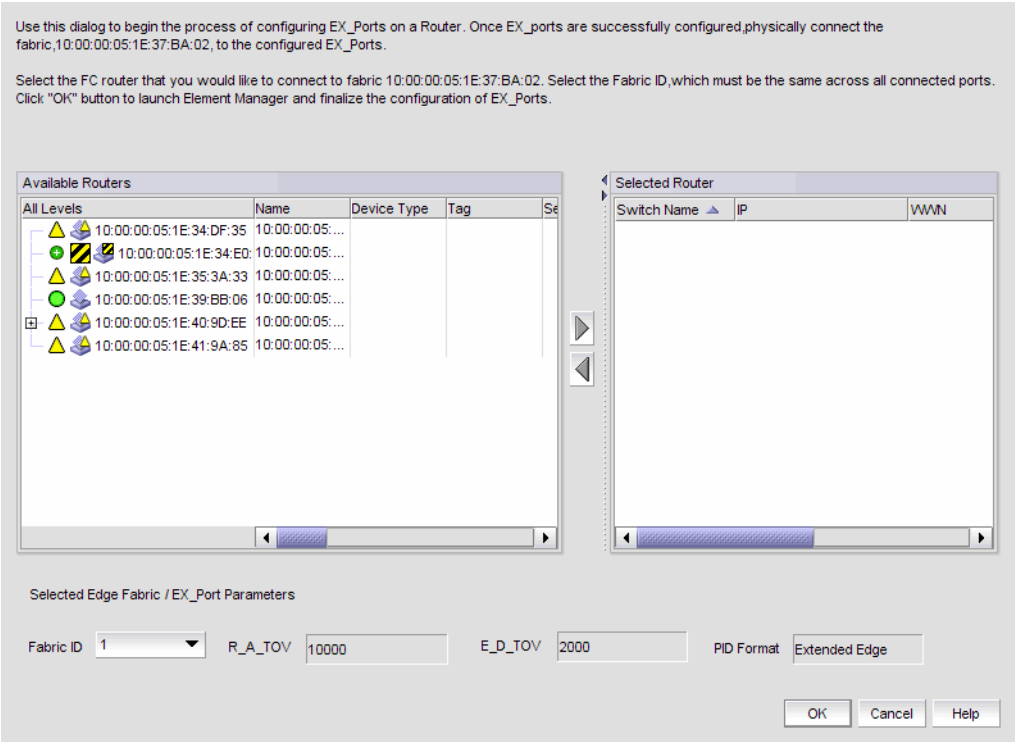 Use this dialog to begin the process of configuring EX_Ports on a Router. Once EX_ports are successfully configured,physically connect the
fabric,10:00:00:05:1E:37:BA:02, to the configured EX_Ports.
Select the FC router that you would like to connect to fabric 10:00:00:05:1E:37:BA:02. Select the Fabric ID,which must be the same across all connected ports.
Click "OK" button to launch Element Manager and finalize the configuration of EX_Ports.
Available Routers
All Levels Name Device Type Tag Se
10:00:00:05:1E:34:DF:35 10:00:00:05:...
10:00:00:05:1E:34:E0: 10:00:00:05:...
10:00:00:05:1E:35:3A:33 10:00:00:05:...
10:00:00:05:1E:39:BB:06 10:00:00:05:...
10:00:00:05:1E:40:9D:EE 10:00:00:05:...
10:00:00:05:1E:41:9A:85 10:00:00:05:...
Selected Router
Switch Name IP WWN
Selected Edge Fabric / EX_Port Parameters
Fabric ID 1 R_A_TOV 10000 E_D_TOV 2000 PID Format Extended Edge
OK Cancel Help